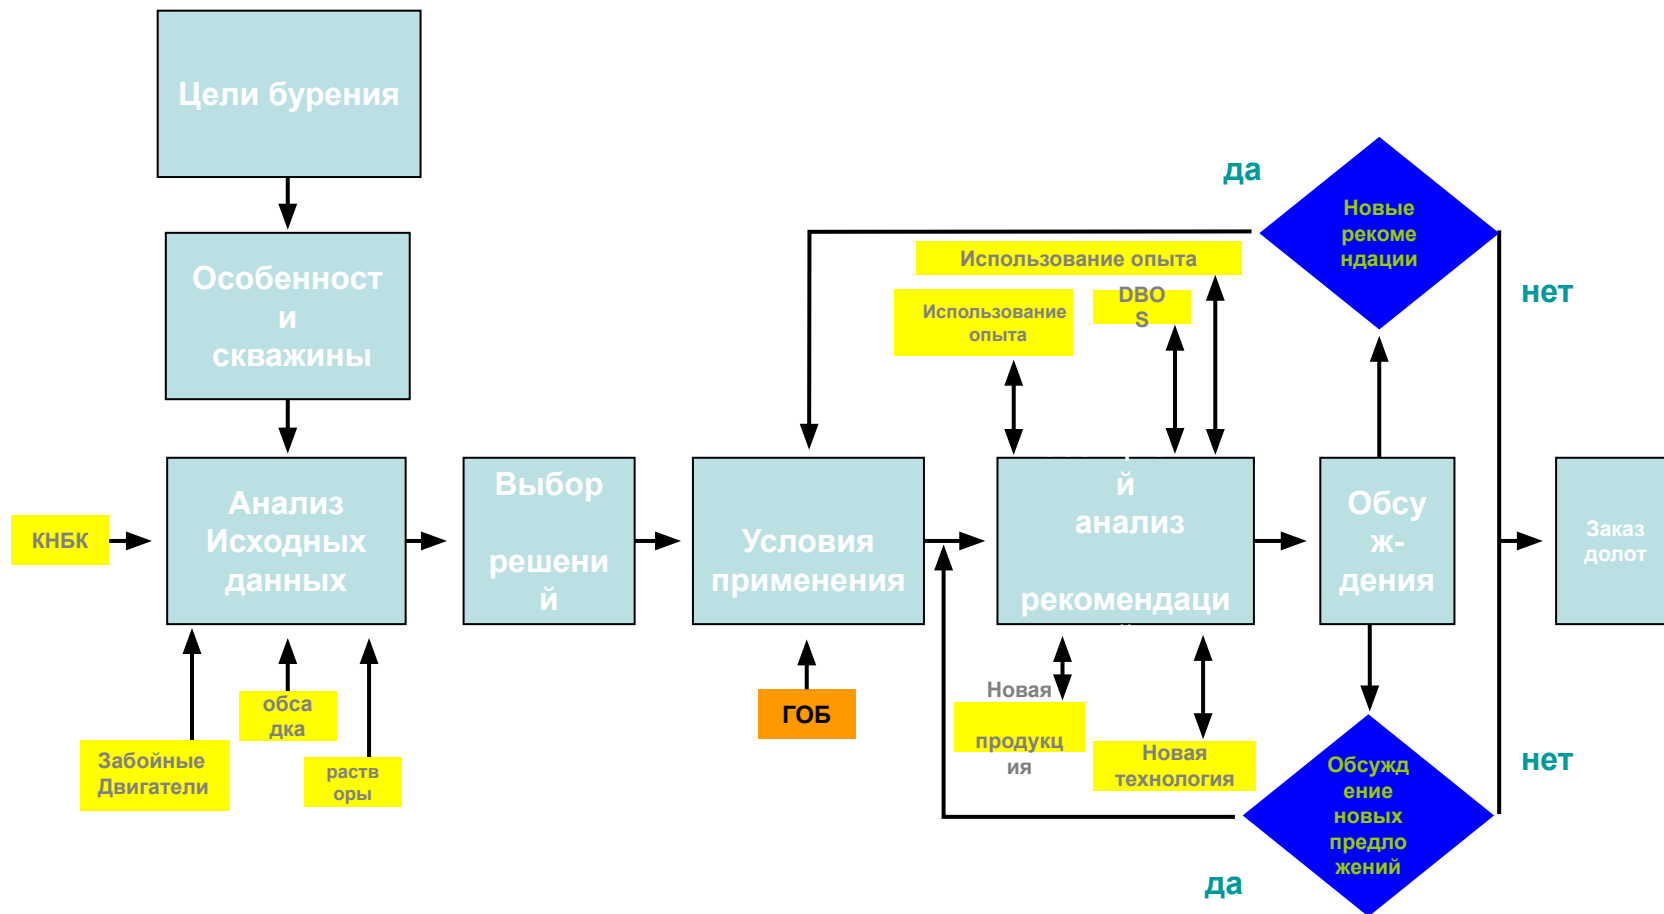 Цели бурения
Особенност
и
скважины
Анализ
Исходных
данных
КНБК
Забойные
Двигатели
обса
дка
раств
оры
Выбор
решени
й
Условия
применения
ГОБ
Использование опыта
Использование
опыта
DBO
S
й
анализ
рекомендаци
Новая
продукц
ия
Новая
технология
Обсу
ж-
дения
да
Новые
рекоме
ндации
нет
Заказ
долот
нет
Обсужд
ение
новых
предло
жений
да